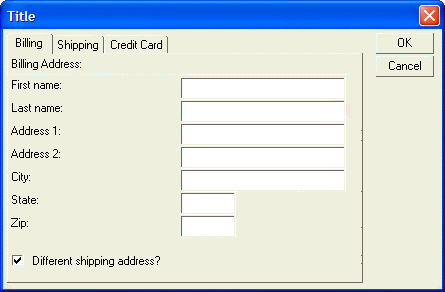 Title
Billing Shipping Credit Card
OK
Cancel
Billing Address:
First name:
Last name:
Address 1:
Address 2:
City:
State:
Zip:
Different shipping address?